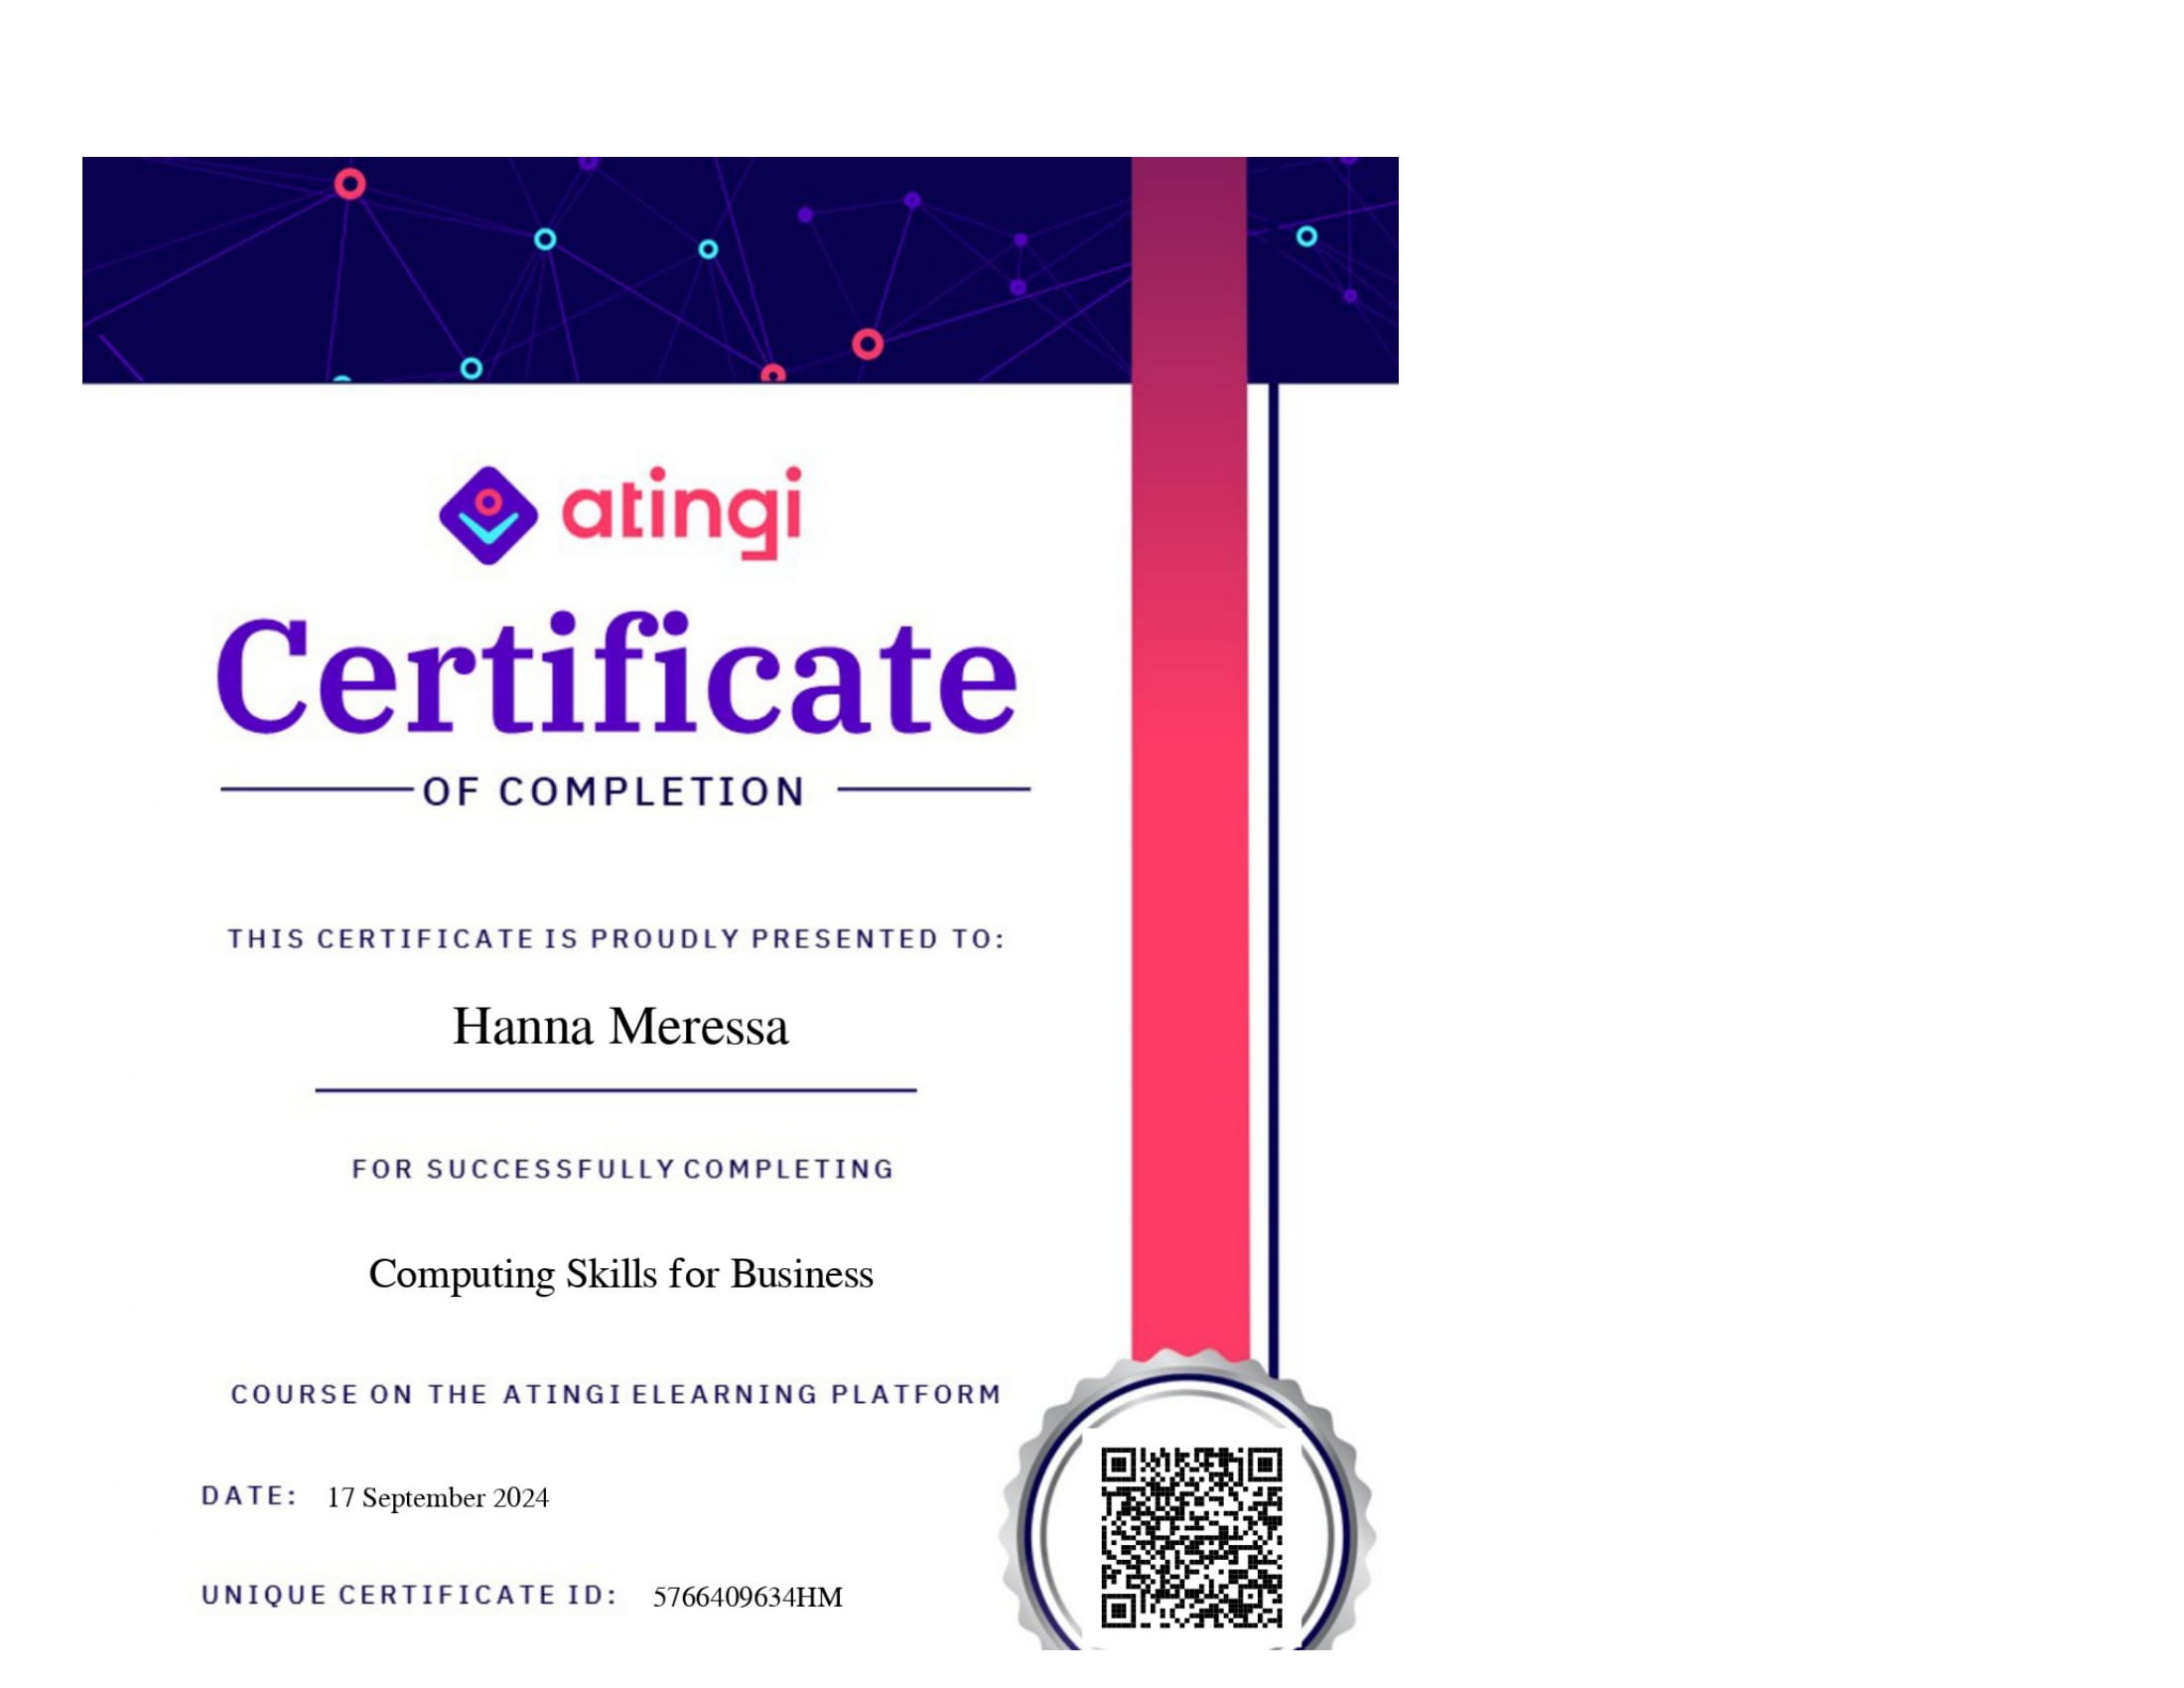 atingi
Certificate
OF COMPLETION
THIS CERTIFICATE IS PROUDLY PRESENTED TO:
Hanna Meressa
FOR SUCCESSFULLY COMPLETING
Computing Skills for Business
COURSE ON THE ATINGI ELEARNING PLATFORM
DATE: 17 September 2024
UNIQUE CERTIFICATE ID: 5766409634HM